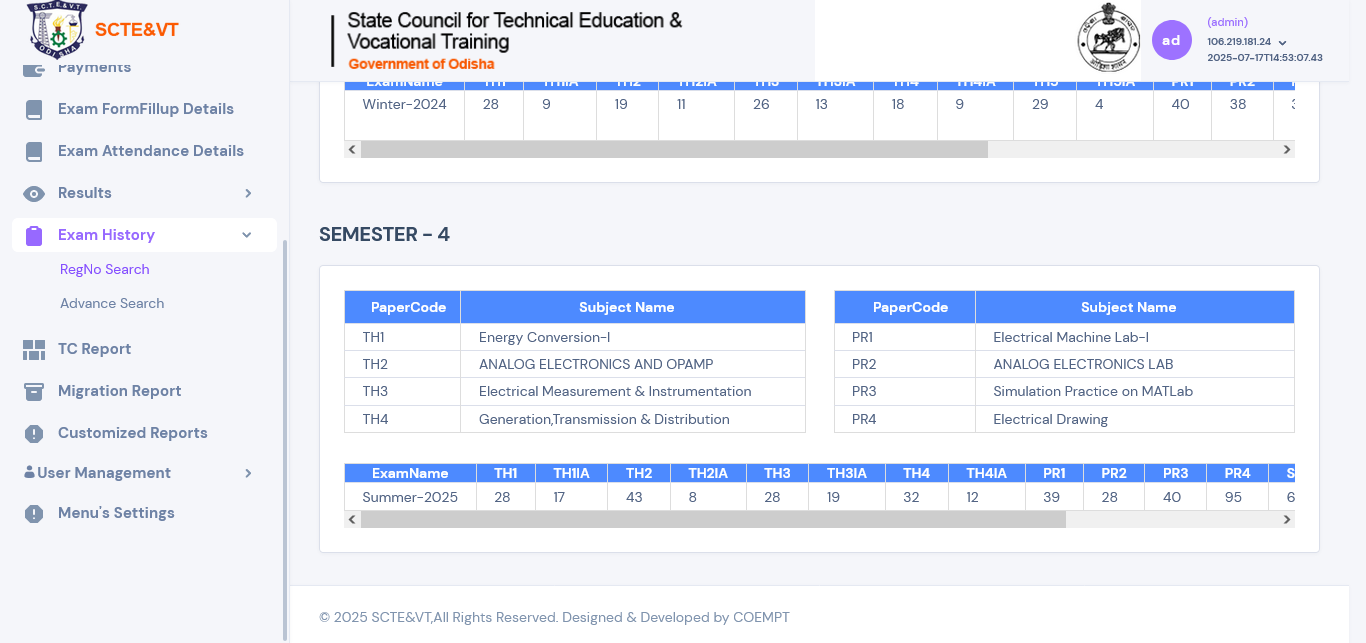 S.C.T.E.&.V.T.
ODISHA
SCTE&VT
State Council for Technical Education &
Vocational Training
Government of Odisha
ad
(admin)
106.219.181.24
2025-07-17T14:53:07.43
Payments
Exam FormFillup Details
Exam Attendance Details
Results
Exam History
RegNo Search
Advance Search
TC Report
Migration Report
Customized Reports
User Management
Menu's Settings
ExamName TH1 TH1IA TH2 TH2IA TH3 TH3IA TH4 TH4IA TH5 TH5IA PR1 PR2
Winter-2024 28 9 19 11 26 13 18 9 29 4 40 38
SEMESTER - 4
PaperCode Subject Name
TH1 Energy Conversion-I
TH2 ANALOG ELECTRONICS AND OPAMP
TH3 Electrical Measurement & Instrumentation
TH4 Generation,Transmission & Distribution
PaperCode Subject Name
PR1 Electrical Machine Lab-I
PR2 ANALOG ELECTRONICS LAB
PR3 Simulation Practice on MATLab
PR4 Electrical Drawing
ExamName TH1 TH1IA TH2 TH2IA TH3 TH3IA TH4 TH4IA PR1 PR2 PR3 PR4 S
Summer-2025 28 17 43 8 28 19 32 12 39 28 40 95 6
© 2025 SCTE&VT,All Rights Reserved. Designed & Developed by COEMPT